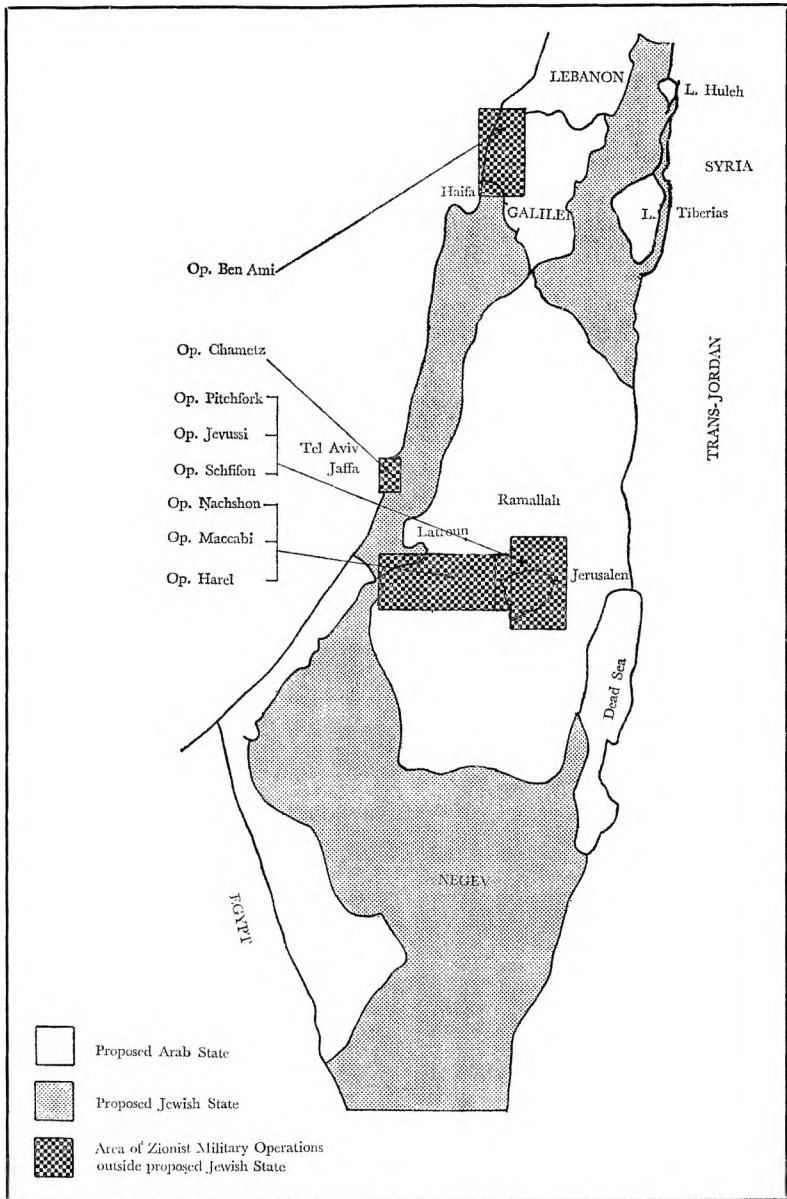 LEBANON
L. Huleh
SYRIA
Haifa
GALILEE
L. Tiberias
Op. Ben Ami
TRANS-JORDAN
Op. Chametz
Op. Pitchfork
Op. Jevussi
Op. Schfifon
Tel Aviv
Jaffa
Op. Nachshon
Op. Maccabi
Op. Harel
Ramallah
Latroun
Jerusalem
Dead Sea
NEGEV
EGYPT
Proposed Arab State
Proposed Jewish State
Area of Zionist Military Operations
outside proposed Jewish State